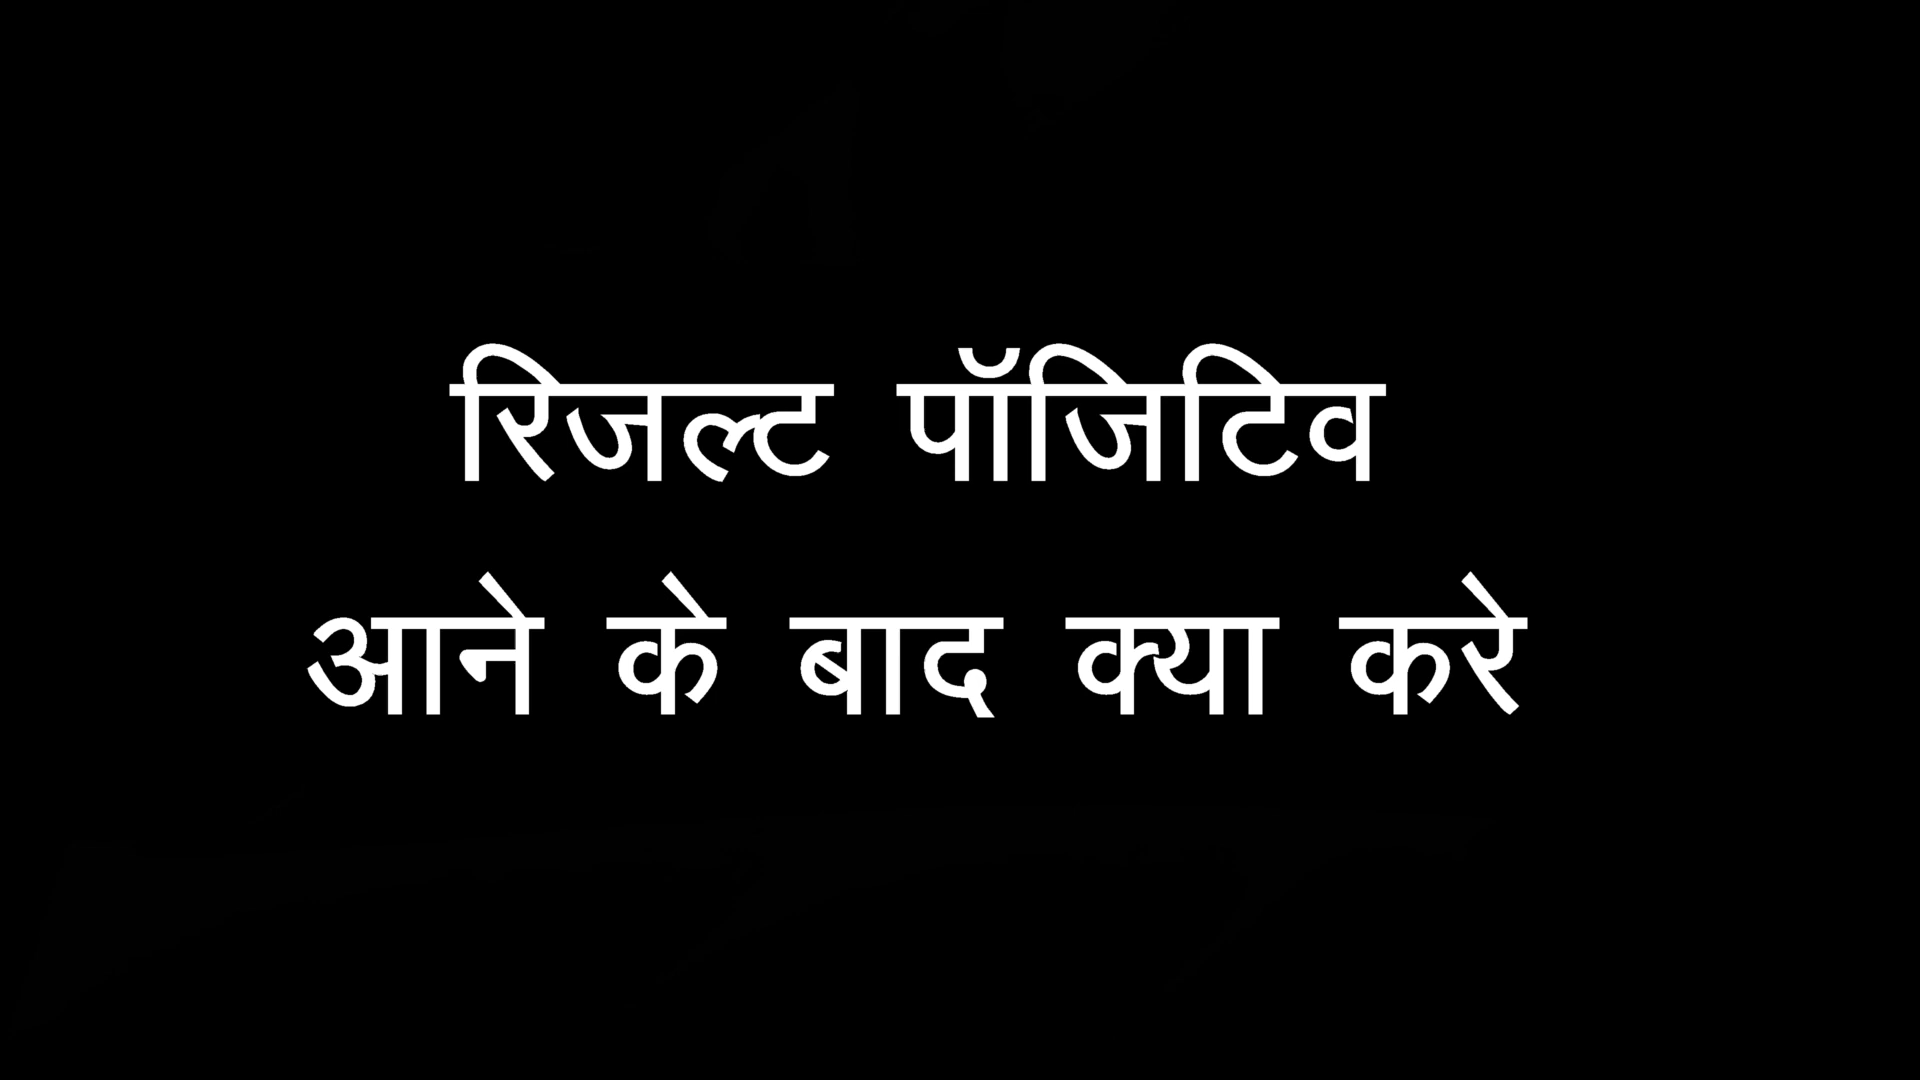 रिजल्ट पॉजिटिव
आने के बाद क्या करे